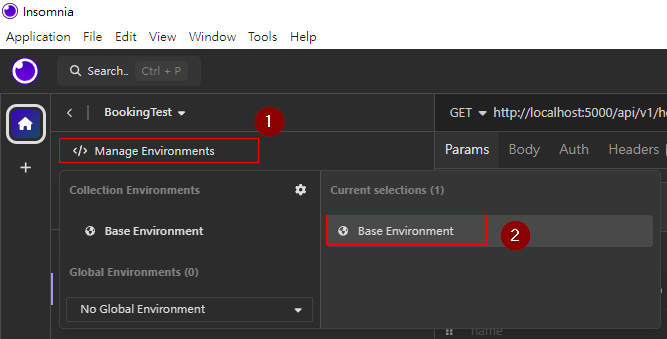 Insomnia
Application File Edit View Window Tools Help
Search.. Ctrl + P
BookingTest
1
GET http://localhost:5000/api/v1/h
</> Manage Environments
Params Body Auth Headers
Collection Environments
Current selections (1)
Base Environment
Base Environment
2
Global Environments (0)
No Global Environment
name